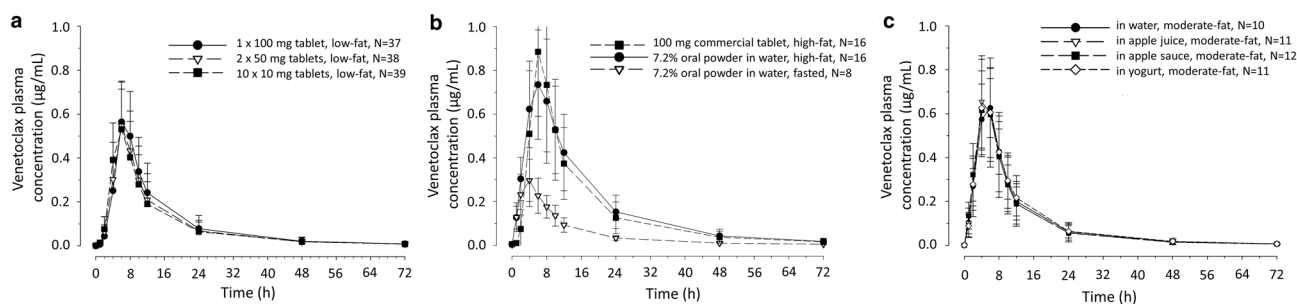 a
1.0
0.8
0.6
0.4
0.2
0.0
Venetoclax plasma
concentration (µg/mL)
1 x 100 mg tablet, low-fat, N=37
2 x 50 mg tablets, low-fat, N=38
10 x 10 mg tablets, low-fat, N=39
0 8 16 24 32 40 48 56 64 72
Time (h)
b
1.0
0.8
0.6
0.4
0.2
0.0
Venetoclax plasma
concentration (µg/mL)
100 mg commercial tablet, high-fat, N=16
7.2% oral powder in water, high-fat, N=16
7.2% oral powder in water, fasted, N=8
0 8 16 24 32 40 48 56 64 72
Time (h)
c
1.0
0.8
0.6
0.4
0.2
0.0
Venetoclax plasma
concentration (µg/mL)
in water, moderate-fat, N=10
in apple juice, moderate-fat, N=11
in apple sauce, moderate-fat, N=12
in yogurt, moderate-fat, N=11
0 8 16 24 32 40 48 56 64 72
Time (h)